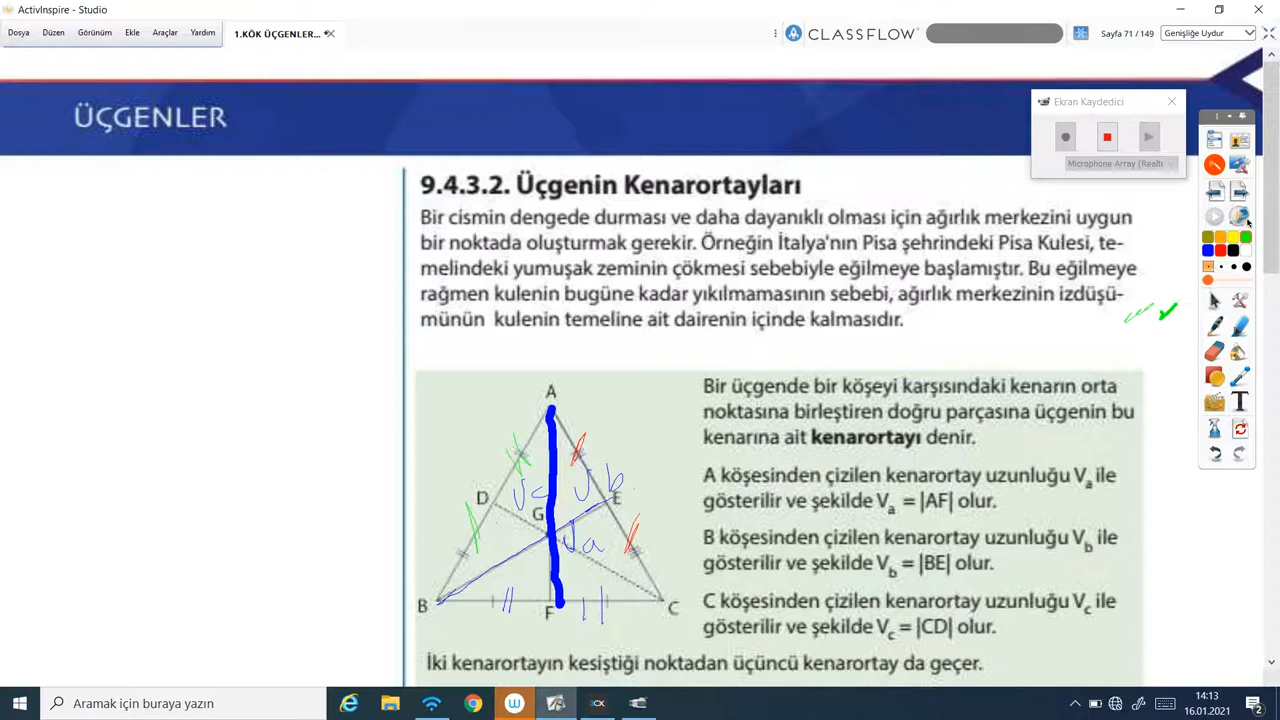 ActivInspire - Studio
Dosya Düzen Görünüm Ekle Araçlar Yardım
1.KÖK ÜÇGENLER...*
CLASSFLOW
Sayfa 71 / 149
Genişliğe Uydur
Ekran Kaydedici
Microphone Array (Realte
ÜÇGENLER
9.4.3.2. Üçgenin Kenarortayları
Bir cismin dengede durması ve daha dayanıklı olması için ağırlık merkezini uygun
bir noktada oluşturmak gerekir. Örneğin İtalya'nın Pisa şehrindeki Pisa Kulesi, te-
melindeki yumuşak zeminin çökmesi sebebiyle eğilmeye başlamıştır. Bu eğilmeye
rağmen kulenin bugüne kadar yıkılmamasının sebebi, ağırlık merkezinin izdüşü-
münün kulenin temeline ait dairenin içinde kalmasıdır.
A
D
Vc
Vb
E
G
Va
B
F
C
Bir üçgende bir köşeyi karşısındaki kenarın orta
noktasına birleştiren doğru parçasına üçgenin bu
kenarına ait kenarortayı denir.
A köşesinden çizilen kenarortay uzunluğu Va ile
gösterilir ve şekilde Va = |AF| olur.
B köşesinden çizilen kenarortay uzunluğu Vb ile
gösterilir ve şekilde Vb = |BE| olur.
C köşesinden çizilen kenarortay uzunluğu Vc ile
gösterilir ve şekilde Vc = |CD| olur.
İki kenarortayın kesiştiği noktadan üçüncü kenarortay da geçer.
Aramak için buraya yazın
14:13
16.01.2021
2